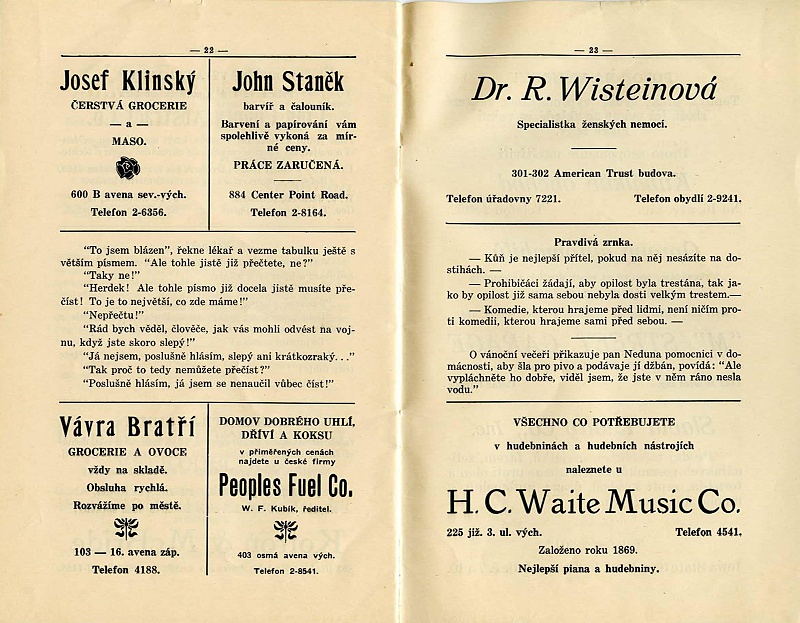 — 22 —
Josef Klinský
ČERSTVÁ GROCERIE
— a —
MASO.
600 B avena sev.-vých.
Telefon 2-6356.
John Staněk
barvíř a čalouník.
Barvení a papírování vám
spolehlivě vykoná za mír-
né ceny.
PRÁCE ZARUČENÁ.
884 Center Point Road.
Telefon 2-8164.
“To jsem blázen”, řekne lékař a vezme tabulku ještě s
větším písmem. “Ale tohle jistě již přečtete, ne?”
“Taky ne!”
“Herdek! Ale tohle písmo již docela jistě musíte pře-
číst! To je to největší, co zde máme!”
“Nepřečtu!”
“Rád bych věděl, člověče, jak vás mohli odvést na voj-
nu, když jste skoro slepý!”
“Já nejsem, poslušně hlásím, slepý ani krátkozraký...”
“Tak proč to tedy nemůžete přečíst?”
“Poslušně hlásím, já jsem se nenaučil vůbec číst!”
Vávra Bratří
GROCERIE A OVOCE
vždy na skladě.
Obsluha rychlá.
Rozvážíme po městě.
103 — 16. avena záp.
Telefon 4188.
DOMOV DOBRÉHO UHLÍ,
DŘÍVÍ A KOKSU
v přiměřených cenách
najdete u české firmy
Peoples Fuel Co.
W. F. Kubík, ředitel.
403 osmá avena vých.
Telefon 2-8541.
— 23 —
Dr. R. Wisteinová
Specialistka ženských nemocí.
301-302 American Trust budova.
Telefon úřadovny 7221.
Telefon obydlí 2-9241.
Pravdivá zrnka.
— Kůň je nejlepší přítel, pokud na něj nesázíte na do-
stihách. —
— Prohibičáci žádají, aby opilost byla trestána, tak ja-
ko by opilost již sama sebou nebyla dosti velkým trestem.—
— Komedie, kterou hrajeme před lidmi, není ničím pro-
ti komedii, kterou hrajeme sami před sebou. —
O vánoční večeři přikazuje pan Neduna pomocnici v do-
mácnosti, aby šla pro pivo a podávaje jí džbán, povídá: “Ale
vypláchněte ho dobře, viděl jsem, že jste v něm ráno nesla
vodu.”
VŠECHNO CO POTŘEBUJETE
v hudebninách a hudebních nástrojích
naleznete u
H. C. Waite Music Co.
225 již. 3. ul. vých.
Telefon 4541.
Založeno roku 1869.
Nejlepší piana a hudebniny.